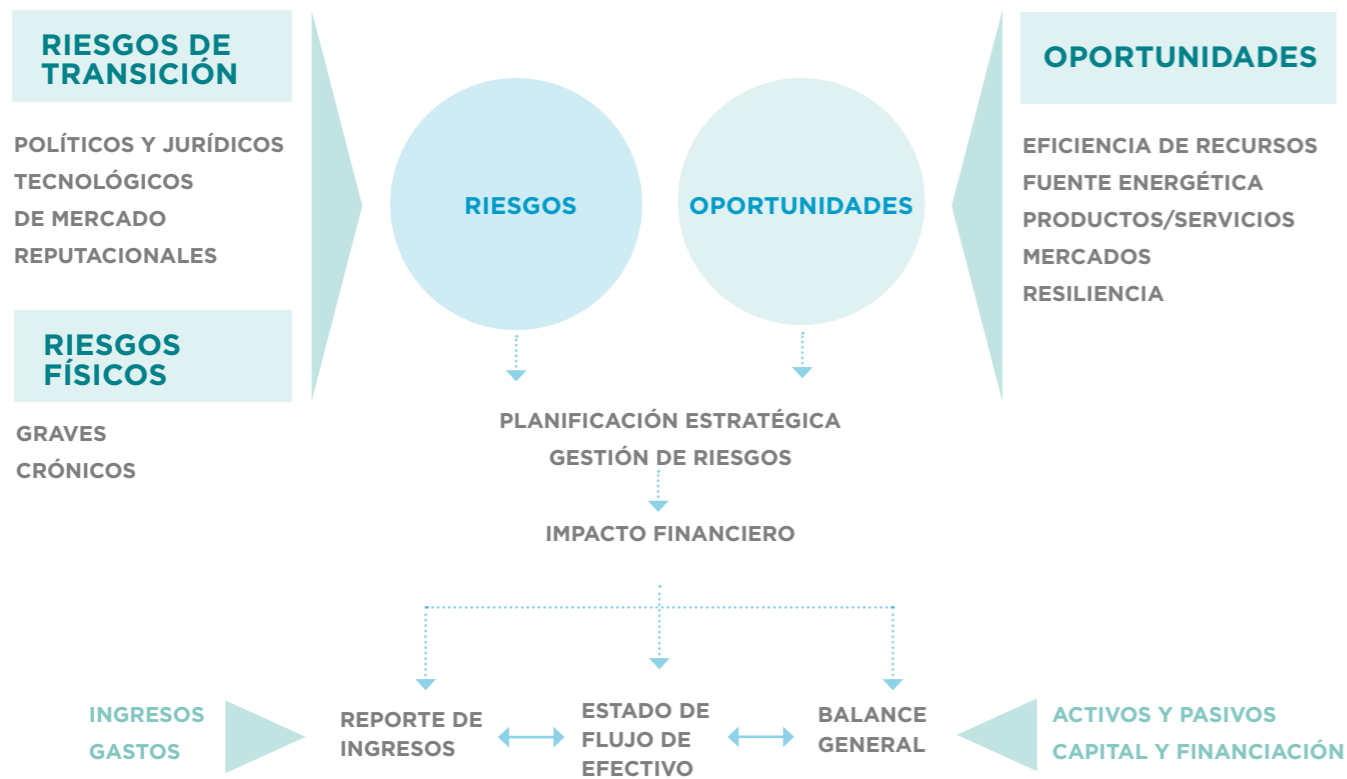 RIESGOS DE
TRANSICIÓN
POLÍTICOS Y JURÍDICOS
TECNOLÓGICOS
DE MERCADO
REPUTACIONALES
RIESGOS
FÍSICOS
GRAVES
CRÓNICOS
RIESGOS
OPORTUNIDADES
OPORTUNIDADES
EFICIENCIA DE RECURSOS
FUENTE ENERGÉTICA
PRODUCTOS/SERVICIOS
MERCADOS
RESILIENCIA
PLANIFICACIÓN ESTRATÉGICA
GESTIÓN DE RIESGOS
IMPACTO FINANCIERO
INGRESOS
GASTOS
REPORTE DE
INGRESOS
ESTADO DE
FLUJO DE
EFECTIVO
BALANCE
GENERAL
ACTIVOS Y PASIVOS
CAPITAL Y FINANCIACIÓN